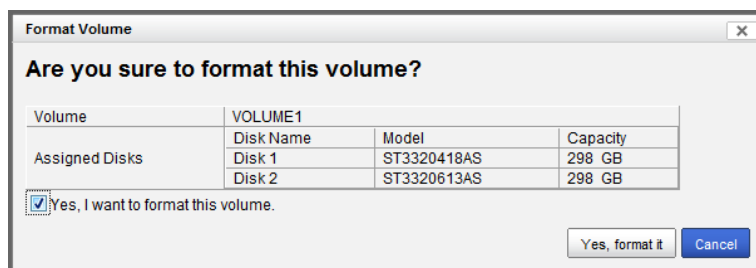 Format Volume
Are you sure to format this volume?
Volume VOLUME1
Disk Name Model Capacity
Assigned Disks Disk 1 ST3320418AS 298 GB
Disk 2 ST3320613AS 298 GB
Yes, I want to format this volume.
Yes, format it Cancel